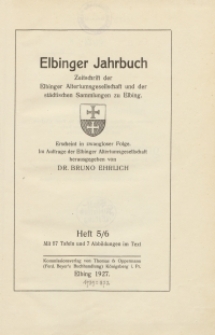 Elbinger Jahrbuch
Zeitschrift der
Elbinger Altertumsgesellschaft und der
städtischen Sammlungen zu Elbing.
Erscheint in zwangloser Folge.
Im Auftrage der Elbinger Altertumsgesellschaft
herausgegeben von
DR. BRUNO EHRLICH
Heft 5/6
Mit 57 Tafeln und 7 Abbildungen im Text
Kommissionsverlag von Thomas & Oppermann
(Ferd. Beyer's Buchhandlung) Königsberg i. Pr.
Elbing 1927.